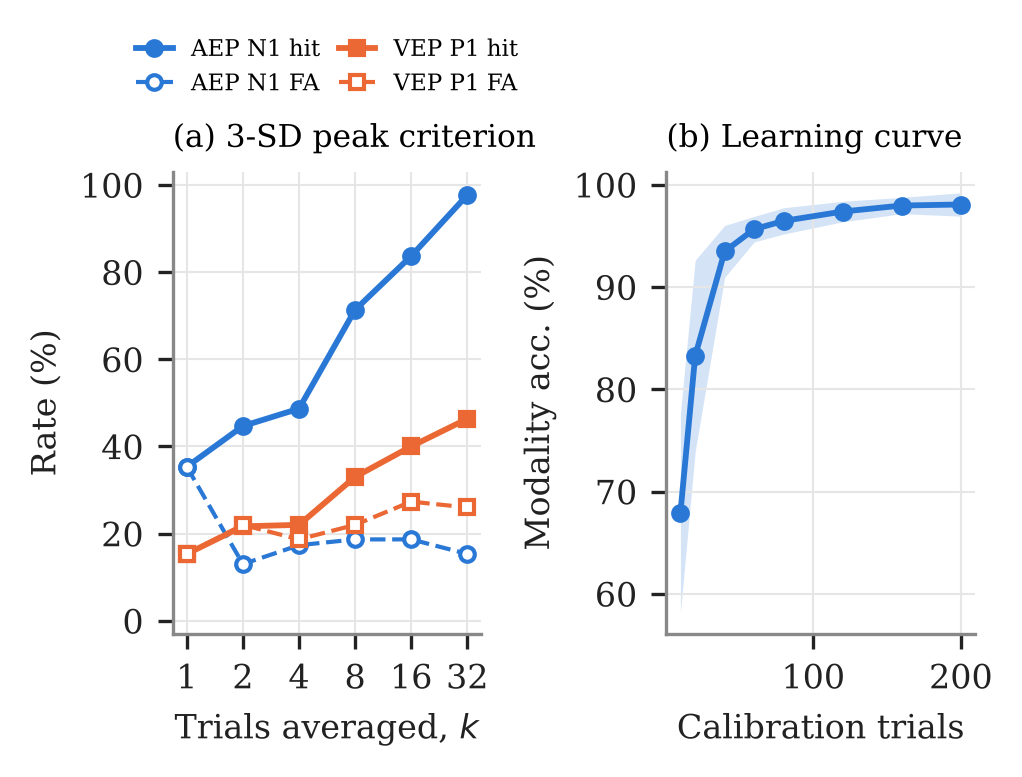 AEP N1 hit VEP P1 hit
AEP N1 FA VEP P1 FA
(a) 3-SD peak criterion
100
80
60
40
20
0
Rate (%)
1 2 4 8 16 32
Trials averaged, k
(b) Learning curve
100
90
80
70
60
Modality acc. (%)
100 200
Calibration trials